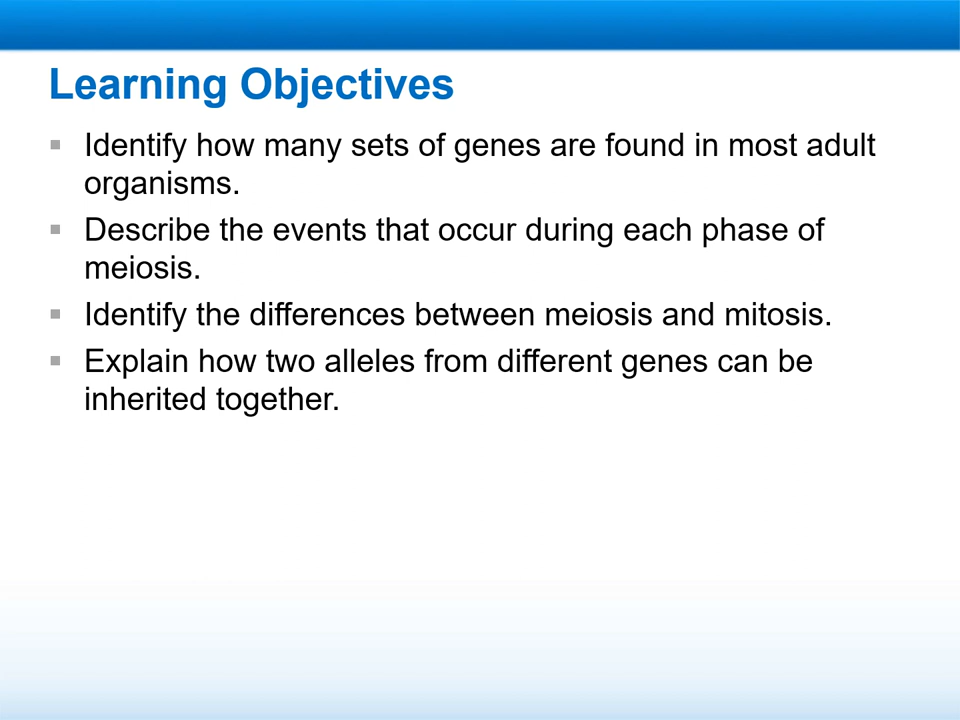 Learning Objectives
▪ Identify how many sets of genes are found in most adult
organisms.
▪ Describe the events that occur during each phase of
meiosis.
▪ Identify the differences between meiosis and mitosis.
▪ Explain how two alleles from different genes can be
inherited together.